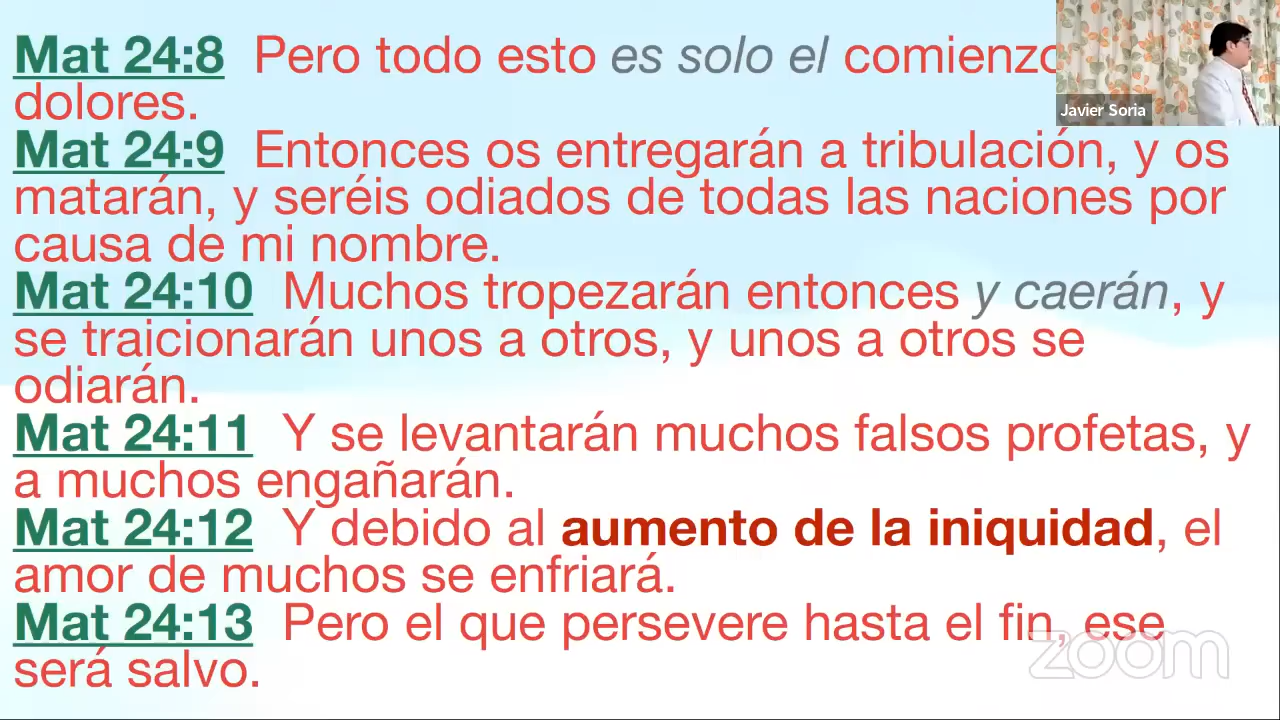 Mat 24:8 Pero todo esto es solo el comienzo
dolores.
Mat 24:9 Entonces os entregarán a tribulación, y os
matarán, y seréis odiados de todas las naciones por
causa de mi nombre.
Mat 24:10 Muchos tropezarán entonces y caerán, y
se traicionarán unos a otros, y unos a otros se
odiarán.
Mat 24:11 Y se levantarán muchos falsos profetas, y
a muchos engañarán.
Mat 24:12 Y debido al aumento de la iniquidad, el
amor de muchos se enfriará.
Mat 24:13 Pero el que persevere hasta el fin, ese
será salvo.
Javier Soria
zoom